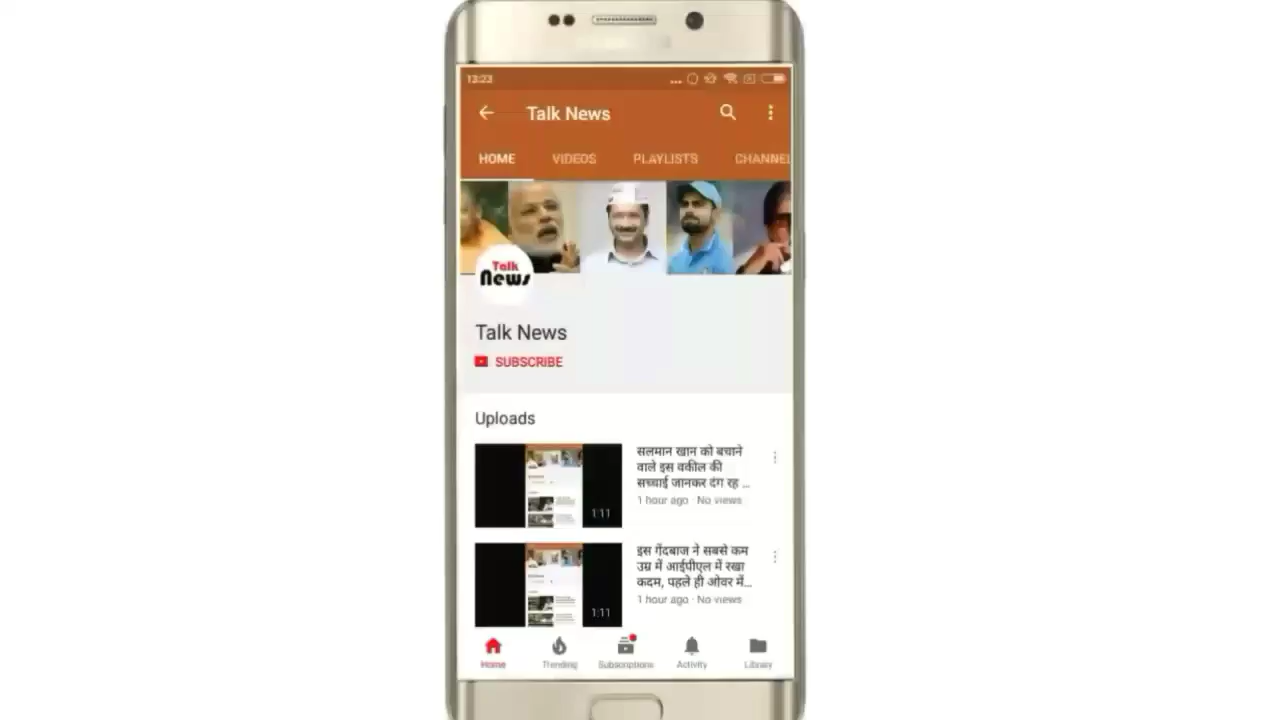 13:23
Talk News
HOME VIDEOS PLAYLISTS CHANNEL
Talk
News
Talk News
SUBSCRIBE
Uploads
सलमान खान को बचाने
वाले इस वकील की
सच्चाई जानकर दंग रह ...
1 hour ago · No views
1:11
इस गेंदबाज ने सबसे कम
उम्र में आईपीएल में रखा
कदम, पहले ही ओवर में...
1 hour ago · No views
1:11
Home Trending Subscriptions Activity Library